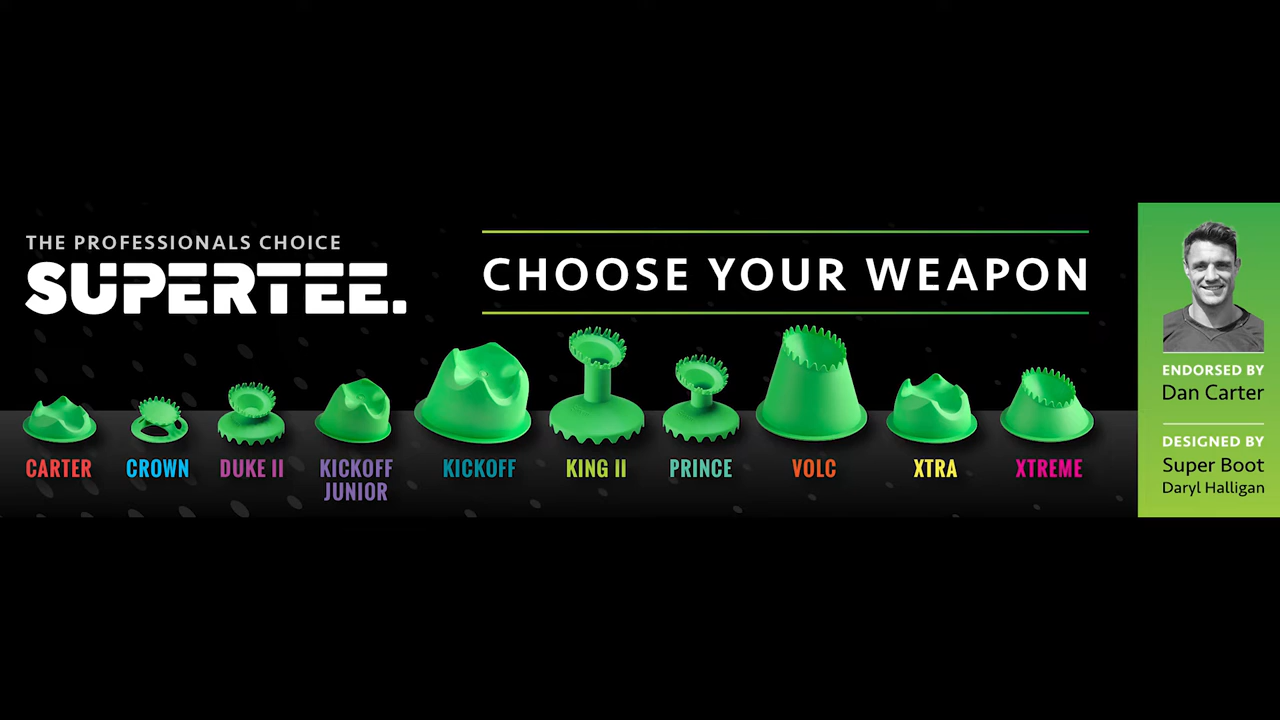 THE PROFESSIONALS CHOICE
SUPERTEE.
CHOOSE YOUR WEAPON
CARTER
CROWN
DUKE II
KICKOFF
JUNIOR
KICKOFF
KING II
PRINCE
VOLC
XTRA
XTREME
ENDORSED BY
Dan Carter
DESIGNED BY
Super Boot
Daryl Halligan